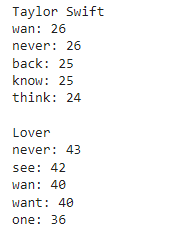 Taylor Swift
wan: 26
never: 26
back: 25
know: 25
think: 24

Lover
never: 43
see: 42
wan: 40
want: 40
one: 36